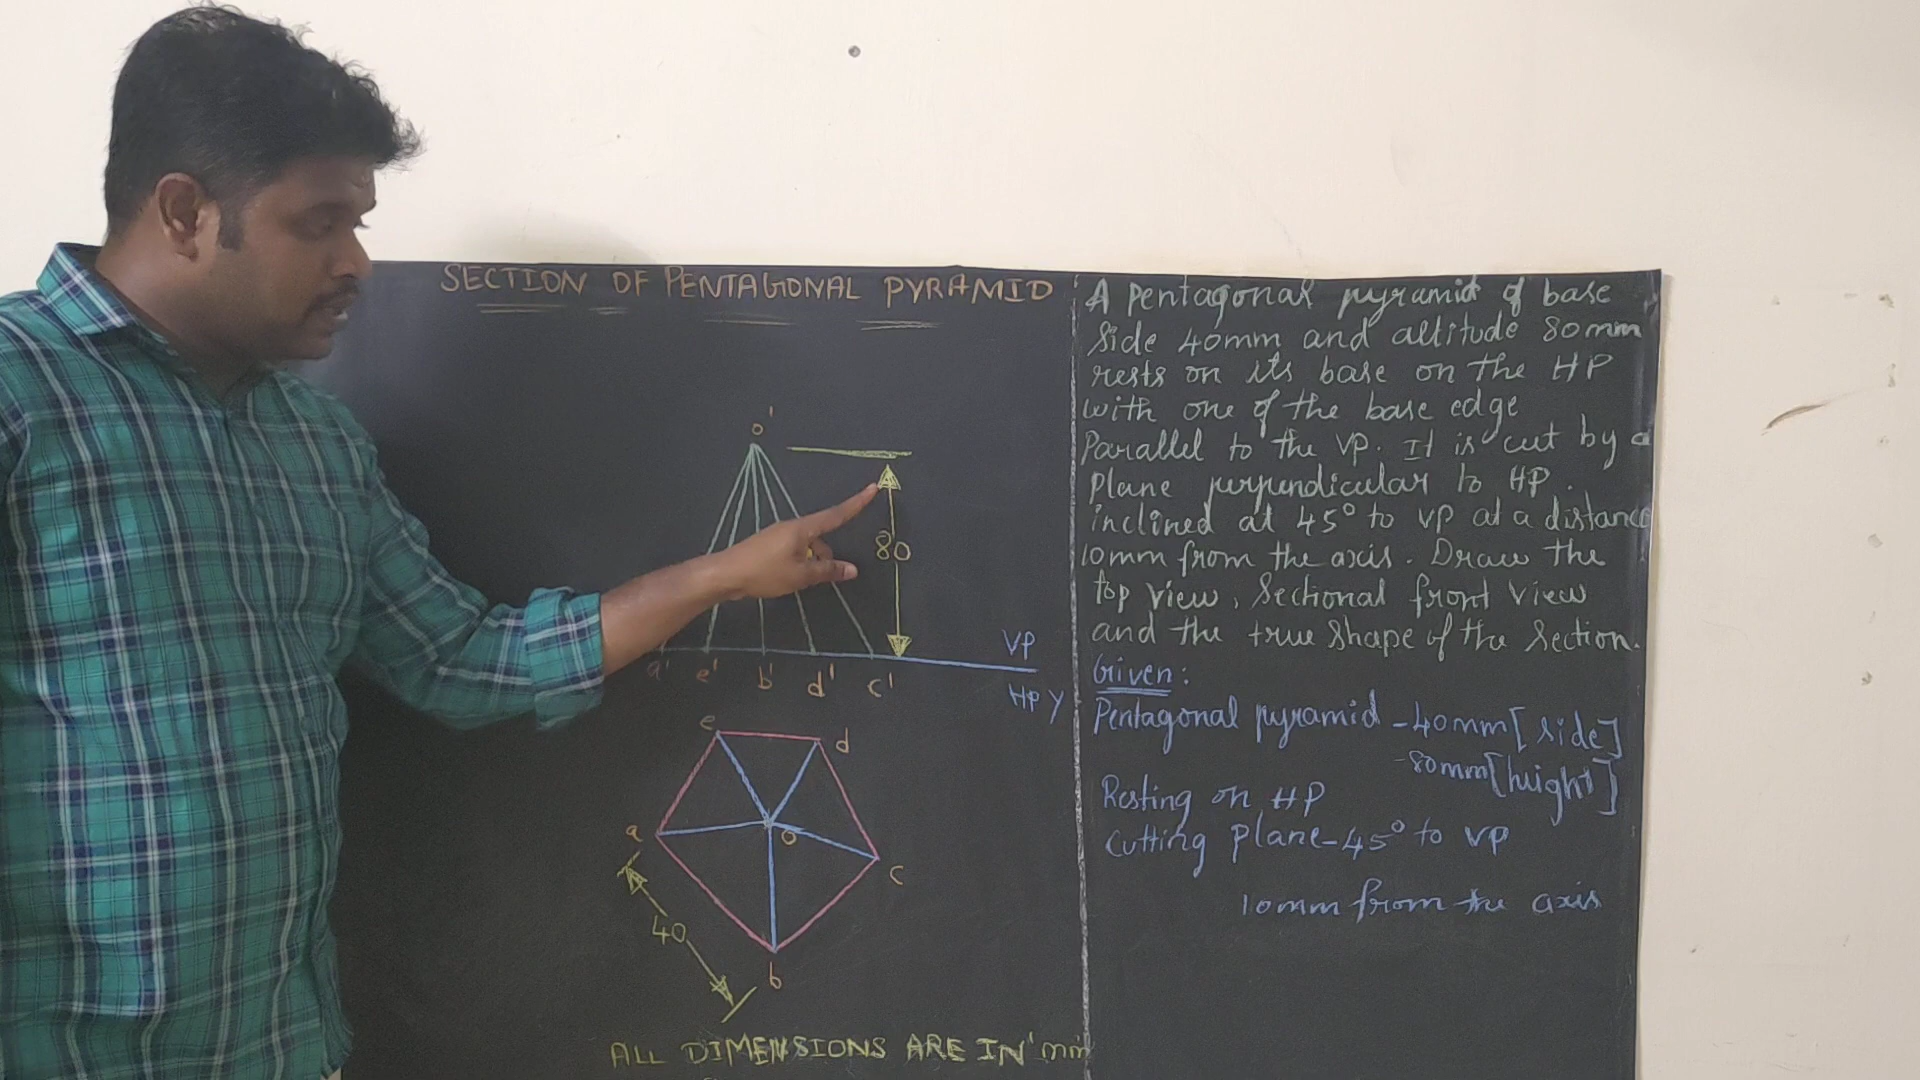 SECTION OF PENTAGONAL PYRAMID
o'
80
VP
a' e' b' d' c'
HP Y
e
d
a
o
c
40
b
ALL DIMENSIONS ARE IN 'mm'
A pentagonal pyramid of base
side 40mm and altitude 80mm
rests on its base on the HP
with one of the base edge
Parallel to the VP. It is cut by a
Plane perpendicular to HP.
inclined at 45° to VP at a distance
10mm from the axis. Draw the
top view, Sectional front view
and the true shape of the Section.
Given:
Pentagonal pyramid - 40mm [side]
-80mm [height]
Resting on HP
Cutting plane - 45° to VP
10mm from the axis